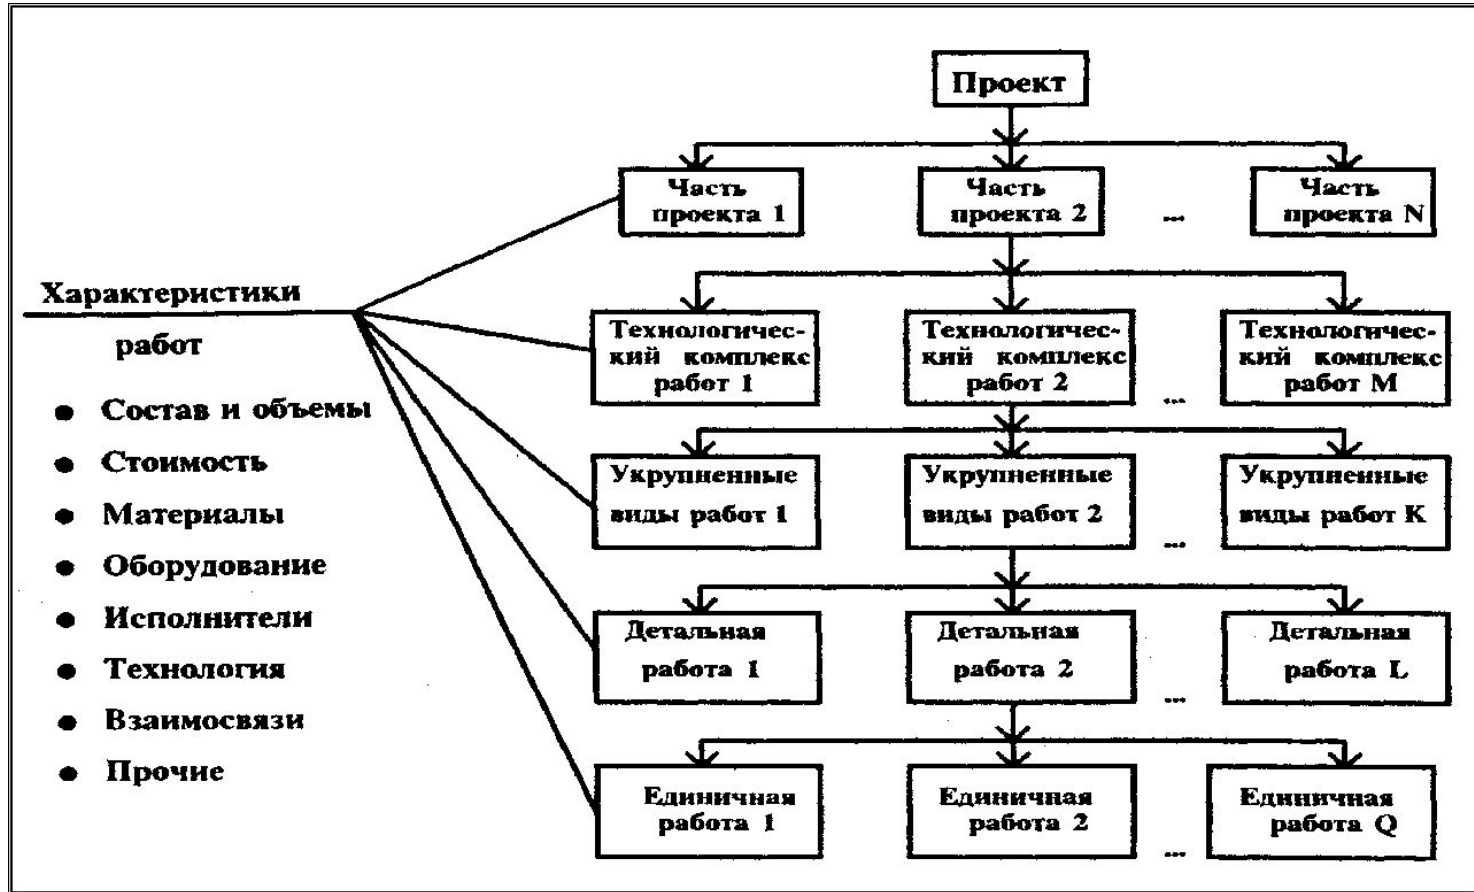 Проект
Часть
проекта 1
Часть
проекта 2
...
Часть
проекта N
Характеристики
работ
● Состав и объемы
● Стоимость
● Материалы
● Оборудование
● Исполнители
● Технология
● Взаимосвязи
● Прочие
Технологичес-
кий комплекс
работ 1
Технологичес-
кий комплекс
работ 2
...
Технологичес-
кий комплекс
работ М
Укрупненные
виды работ 1
Укрупненные
виды работ 2
...
Укрупненные
виды работ К
Детальная
работа 1
Детальная
работа 2
...
Детальная
работа L
Единичная
работа 1
Единичная
работа 2
...
Единичная
работа Q